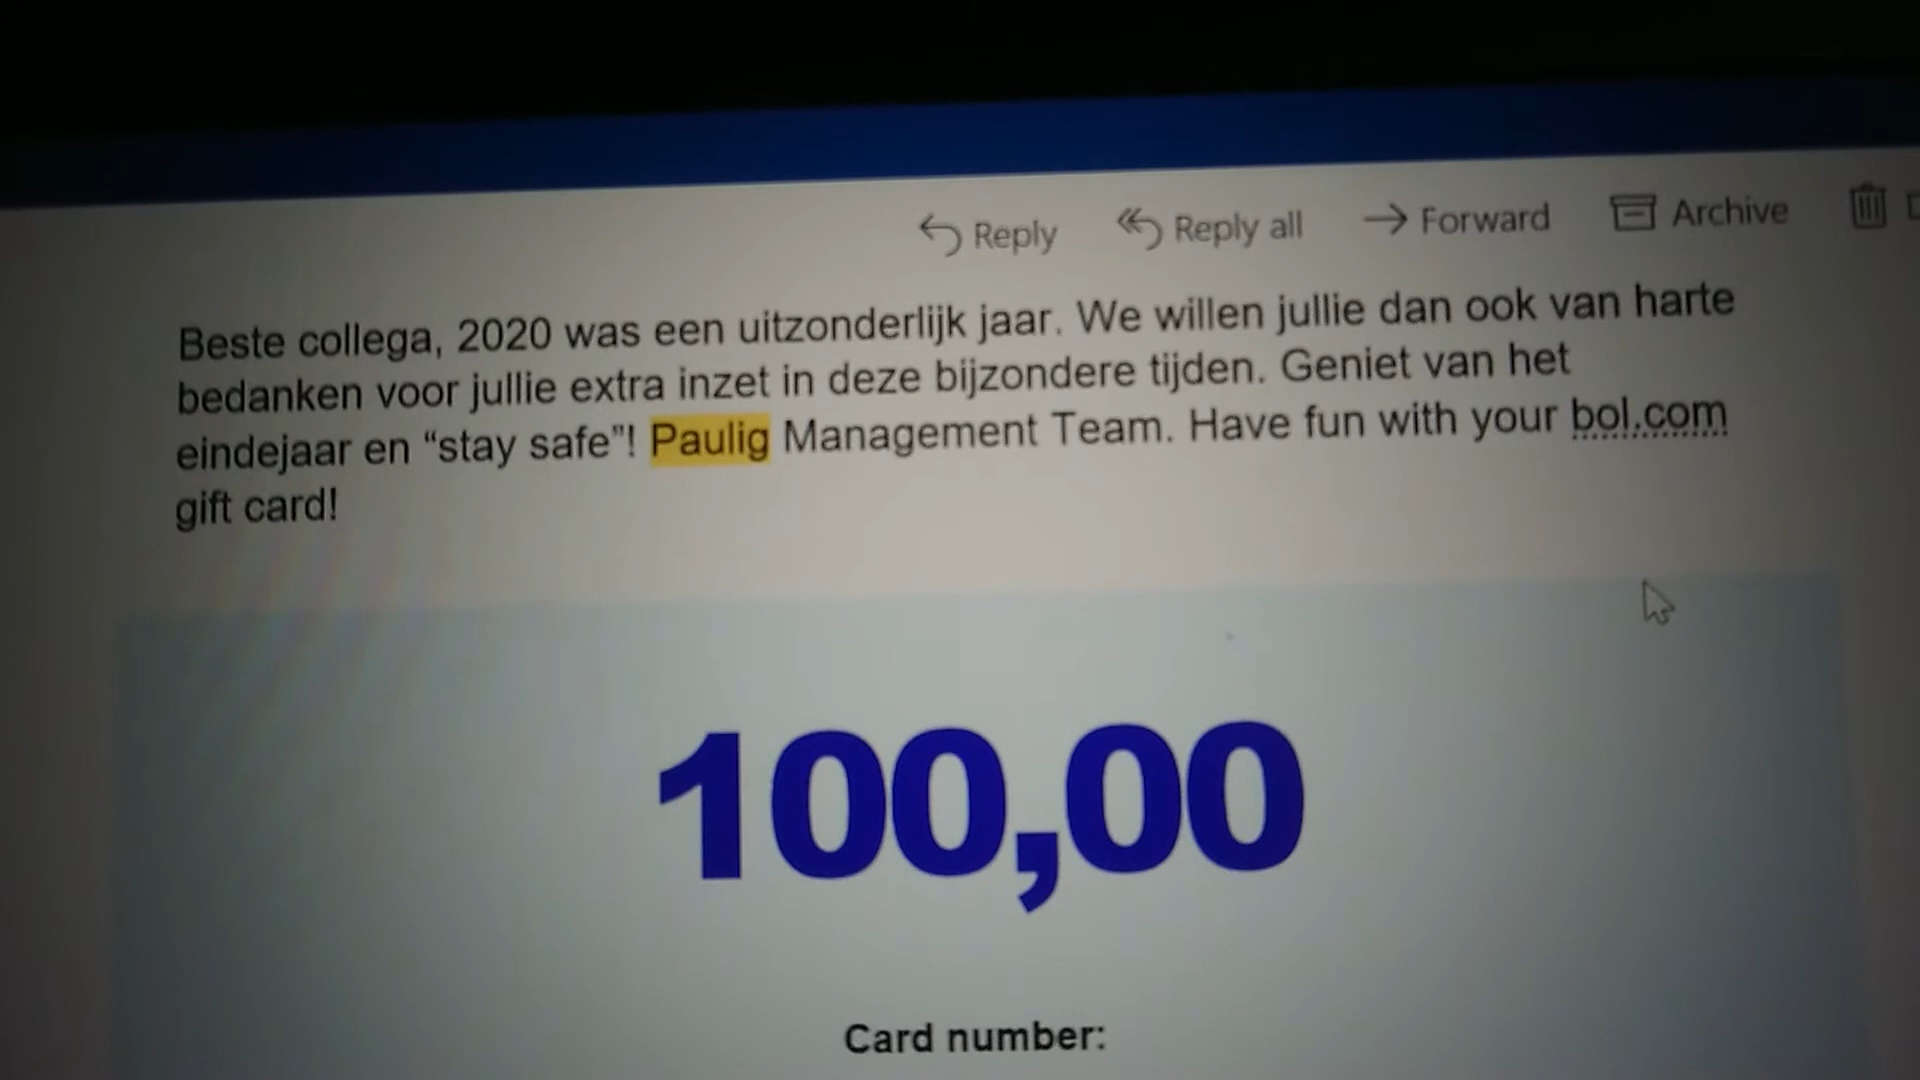 Reply Reply all Forward Archive
Beste collega, 2020 was een uitzonderlijk jaar. We willen jullie dan ook van harte
bedanken voor jullie extra inzet in deze bijzondere tijden. Geniet van het
eindejaar en “stay safe”! Paulig Management Team. Have fun with your bol.com
gift card!
100,00
Card number: